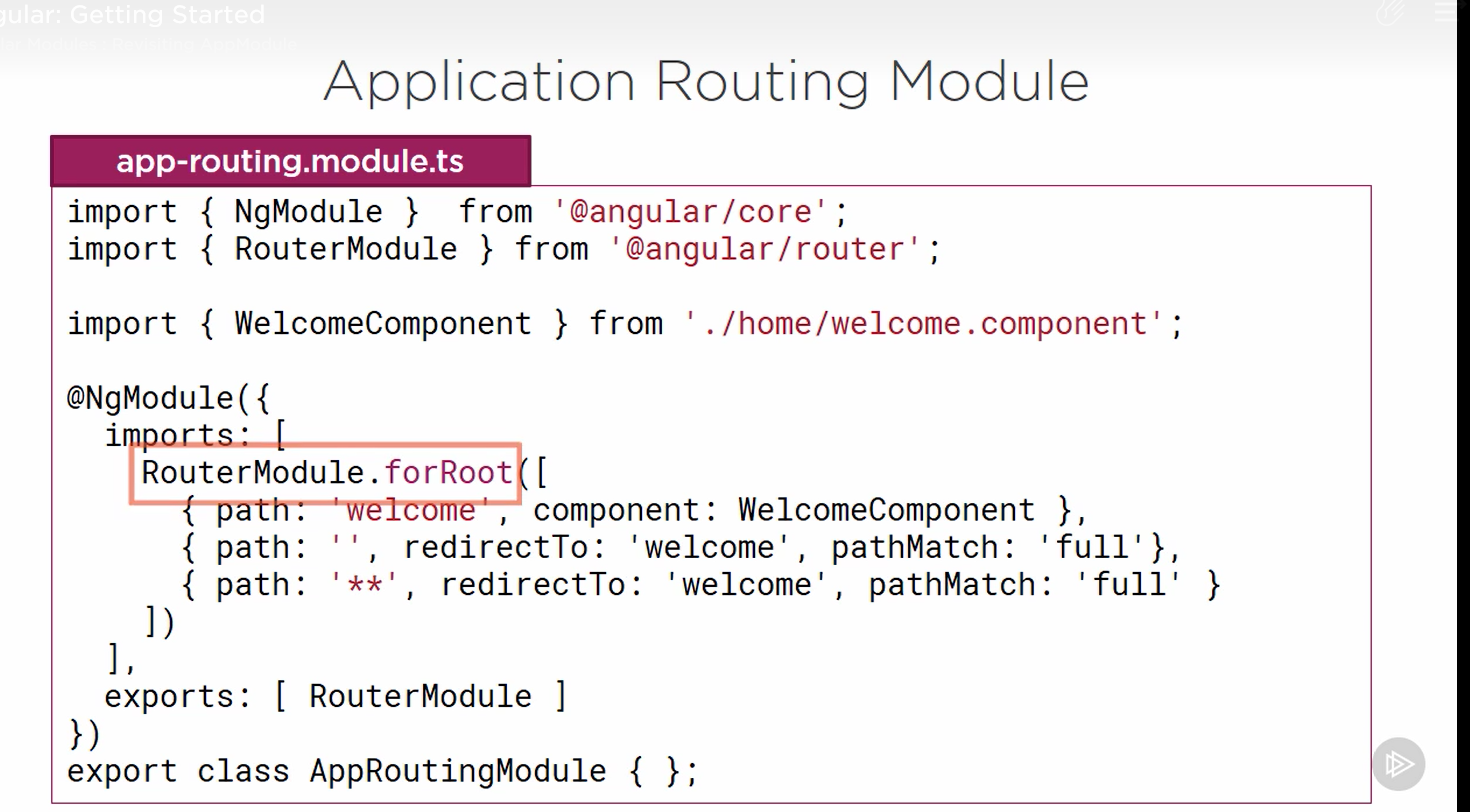 gular: Getting Started
Application Routing Module
app-routing.module.ts
import { NgModule }  from '@angular/core';
import { RouterModule } from '@angular/router';
import { WelcomeComponent } from './home/welcome.component';
@NgModule({
  imports: [
    RouterModule.forRoot([
      { path: 'welcome', component: WelcomeComponent },
      { path: '', redirectTo: 'welcome', pathMatch: 'full'},
      { path: '**', redirectTo: 'welcome', pathMatch: 'full' }
    ])
  ],
  exports: [ RouterModule ]
})
export class AppRoutingModule { };